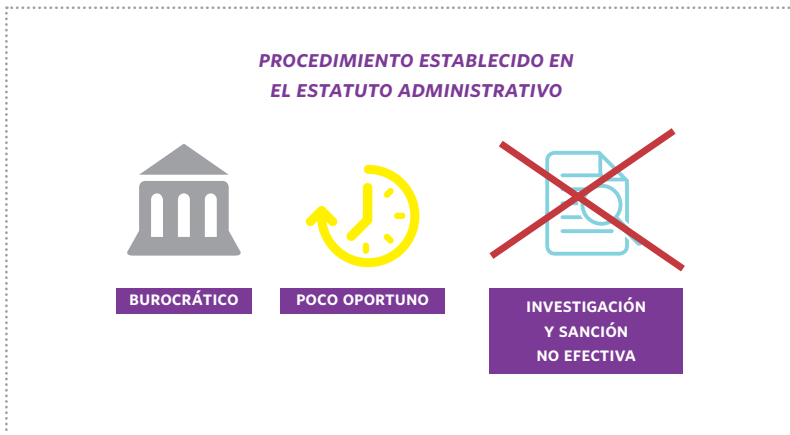 PROCEDIMIENTO ESTABLECIDO EN
EL ESTATUTO ADMINISTRATIVO
BUROCRÁTICO
POCO OPORTUNO
INVESTIGACIÓN
Y SANCIÓN
NO EFECTIVA